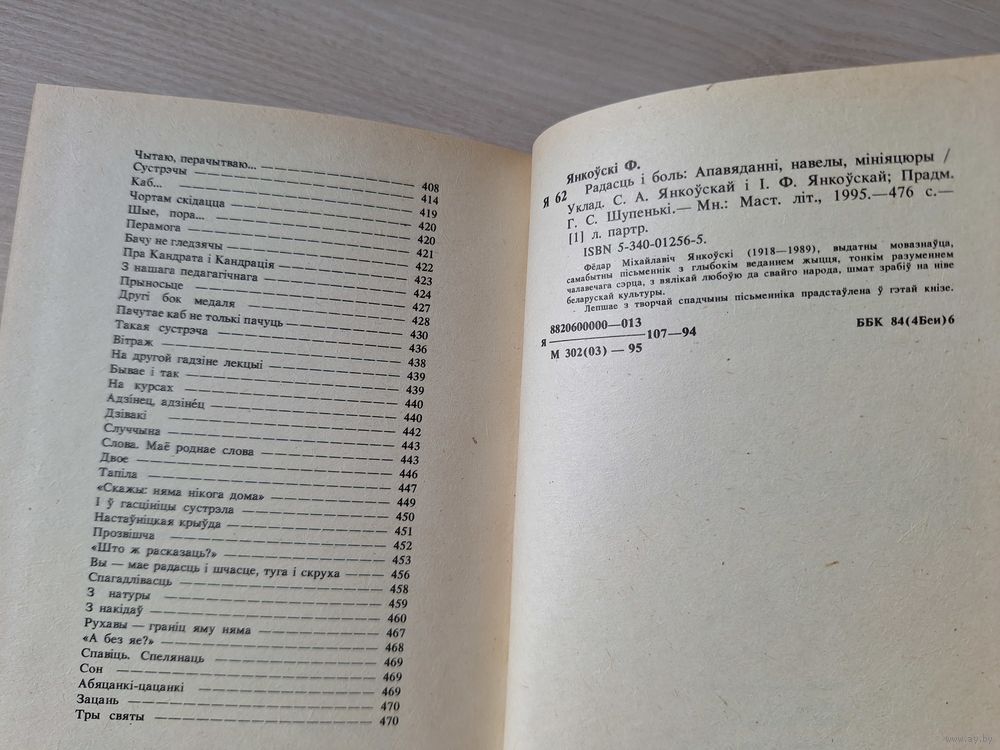 Чытаю, перачытваю... 408
Сустрэчы 414
Каб... 419
Чортам скідацца 420
Шые, пора... 420
Перамога 421
Бачу не гледзячы 422
Пра Кандрата і Кандрація 423
З нашага педагагічнага 424
Прыносьце 427
Другі бок медаля 428
Пачутае каб не толькі пачуць 430
Такая сустрэча 436
Вітраж 438
На другой гадзіне лекцыі 439
Бывае і так 439
На курсах 440
Адзінец, адзіне́ц 440
Дзівакі 442
Случчына 443
Слова. Маё роднае слова 443
Двое 446
Тапіла 447
«Скажы: няма нікога дома» 449
І ў гасцініцы сустрэла 450
Настаўніцкая крыўда 451
Прозвішча 452
«Што ж расказаць?» 453
Вы — мае радасць і шчасце, туга і скруха 456
Спагадлівасць 458
З натуры 459
З накідаў 460
Рухавы — граніц яму няма 467
«А без яе?» 468
Спавіць. Спелянаць 469
Сон 469
Абяцанкі-цацанкі 469
Зацань 470
Тры святы 470
Янкоўскі Ф.
Я 62 Радасць і боль: Апавяданні, навелы, мініяцюры /
Уклад. С. А. Янкоўскай і І. Ф. Янкоўскай; Прадм.
Г. С. Шупенькі.— Мн.: Маст. літ., 1995.—476 с.—
[1] л. партр.
ISBN 5-340-01256-5.
Фёдар Міхайлавіч Янкоўскі (1918—1989), выдатны мовазнаўца,
самабытны пісьменнік з глыбокім веданнем жыцця, тонкім разуменнем
чалавечага сэрца, з вялікай любоўю да свайго народа, шмат зрабіў на ніве
беларускай культуры.
Лепшае з творчай спадчыны пісьменніка прадстаўлена ў гэтай кнізе.
8820600000—013
Я ——— 107—94
М 302(03) — 95
ББК 84(4Беи)6
www.ay.by